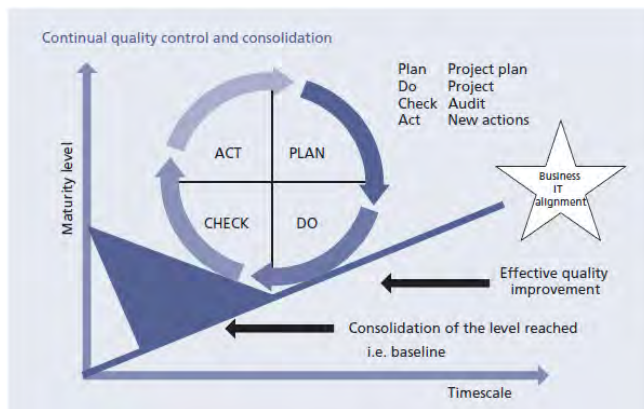 Continual quality control and consolidation
Plan Project plan
Do Project
Check Audit
Act New actions
ACT PLAN
CHECK DO
Maturity level
Business
IT
alignment
Effective quality
improvement
Consolidation of the level reached
i.e. baseline
Timescale